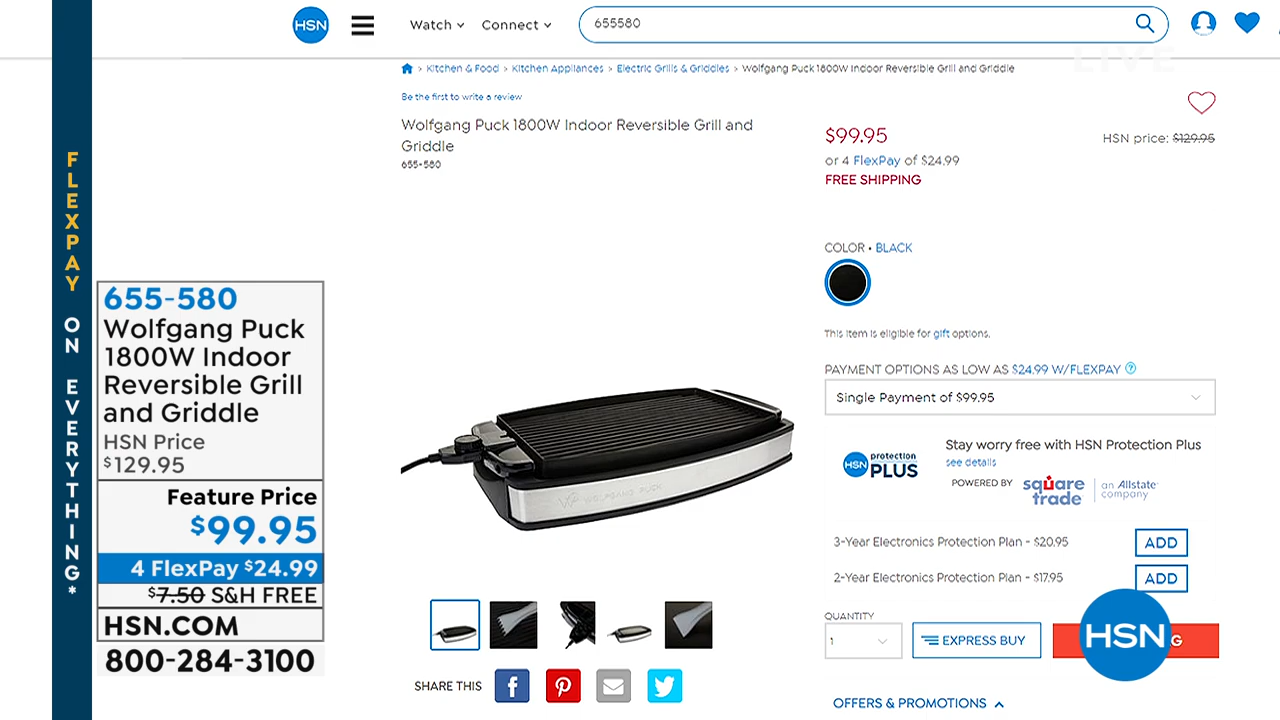 HSN
Watch
Connect
655580
LIVE
Kitchen & Food > Kitchen Appliances > Electric Grills & Griddles > Wolfgang Puck 1800W Indoor Reversible Grill and Griddle
Be the first to write a review
Wolfgang Puck 1800W Indoor Reversible Grill and
Griddle
655-580
$99.95
HSN price: $129.95
or 4 FlexPay of $24.99
FREE SHIPPING
COLOR • BLACK
This item is eligible for gift options.
PAYMENT OPTIONS AS LOW AS $24.99 W/FLEXPAY ?
Single Payment of $99.95
HSN protection PLUS
Stay worry free with HSN Protection Plus
see details
POWERED BY square trade | an Allstate company
3-Year Electronics Protection Plan - $20.95
ADD
2-Year Electronics Protection Plan - $17.95
ADD
QUANTITY
1
EXPRESS BUY
HSN
G
OFFERS & PROMOTIONS
WOLFGANG PUCK
SHARE THIS
FLEXPAY ON EVERYTHING*
655-580
Wolfgang Puck
1800W Indoor
Reversible Grill
and Griddle
HSN Price
$129.95
Feature Price
$99.95
4 FlexPay $24.99
$7.50 S&H FREE
HSN.COM
800-284-3100